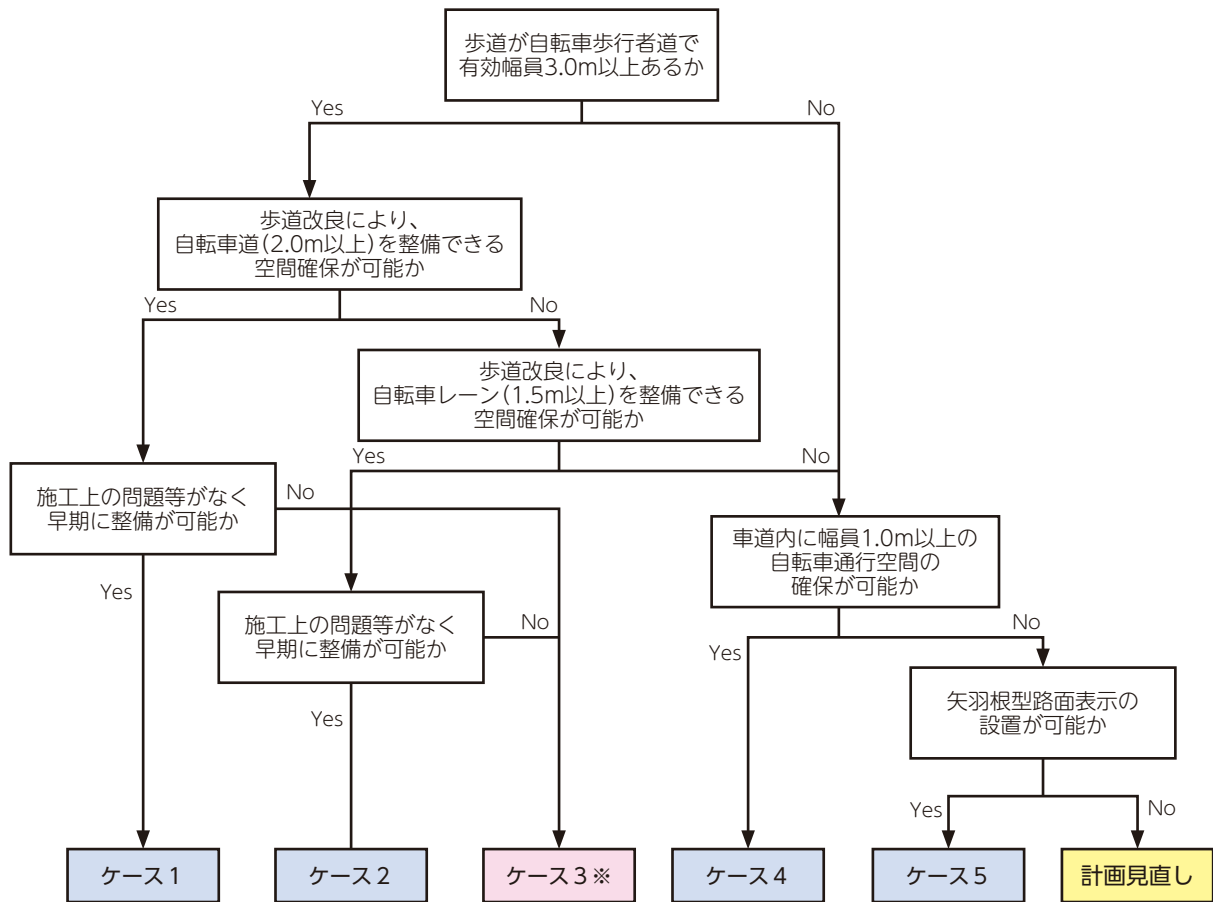 歩道が自転車歩行者道で
有効幅員3.0m以上あるか
Yes
No
歩道改良により、
自転車道(2.0m以上)を整備できる
空間確保が可能か
Yes
No
歩道改良により、
自転車レーン(1.5m以上)を整備できる
空間確保が可能か
Yes
No
施工上の問題等がなく
早期に整備が可能か
No
Yes
車道内に幅員1.0m以上の
自転車通行空間の
確保が可能か
施工上の問題等がなく
早期に整備が可能か
No
Yes
Yes
No
矢羽根型路面表示の
設置が可能か
Yes
No
ケース1
ケース2
ケース3※
ケース4
ケース5
計画見直し